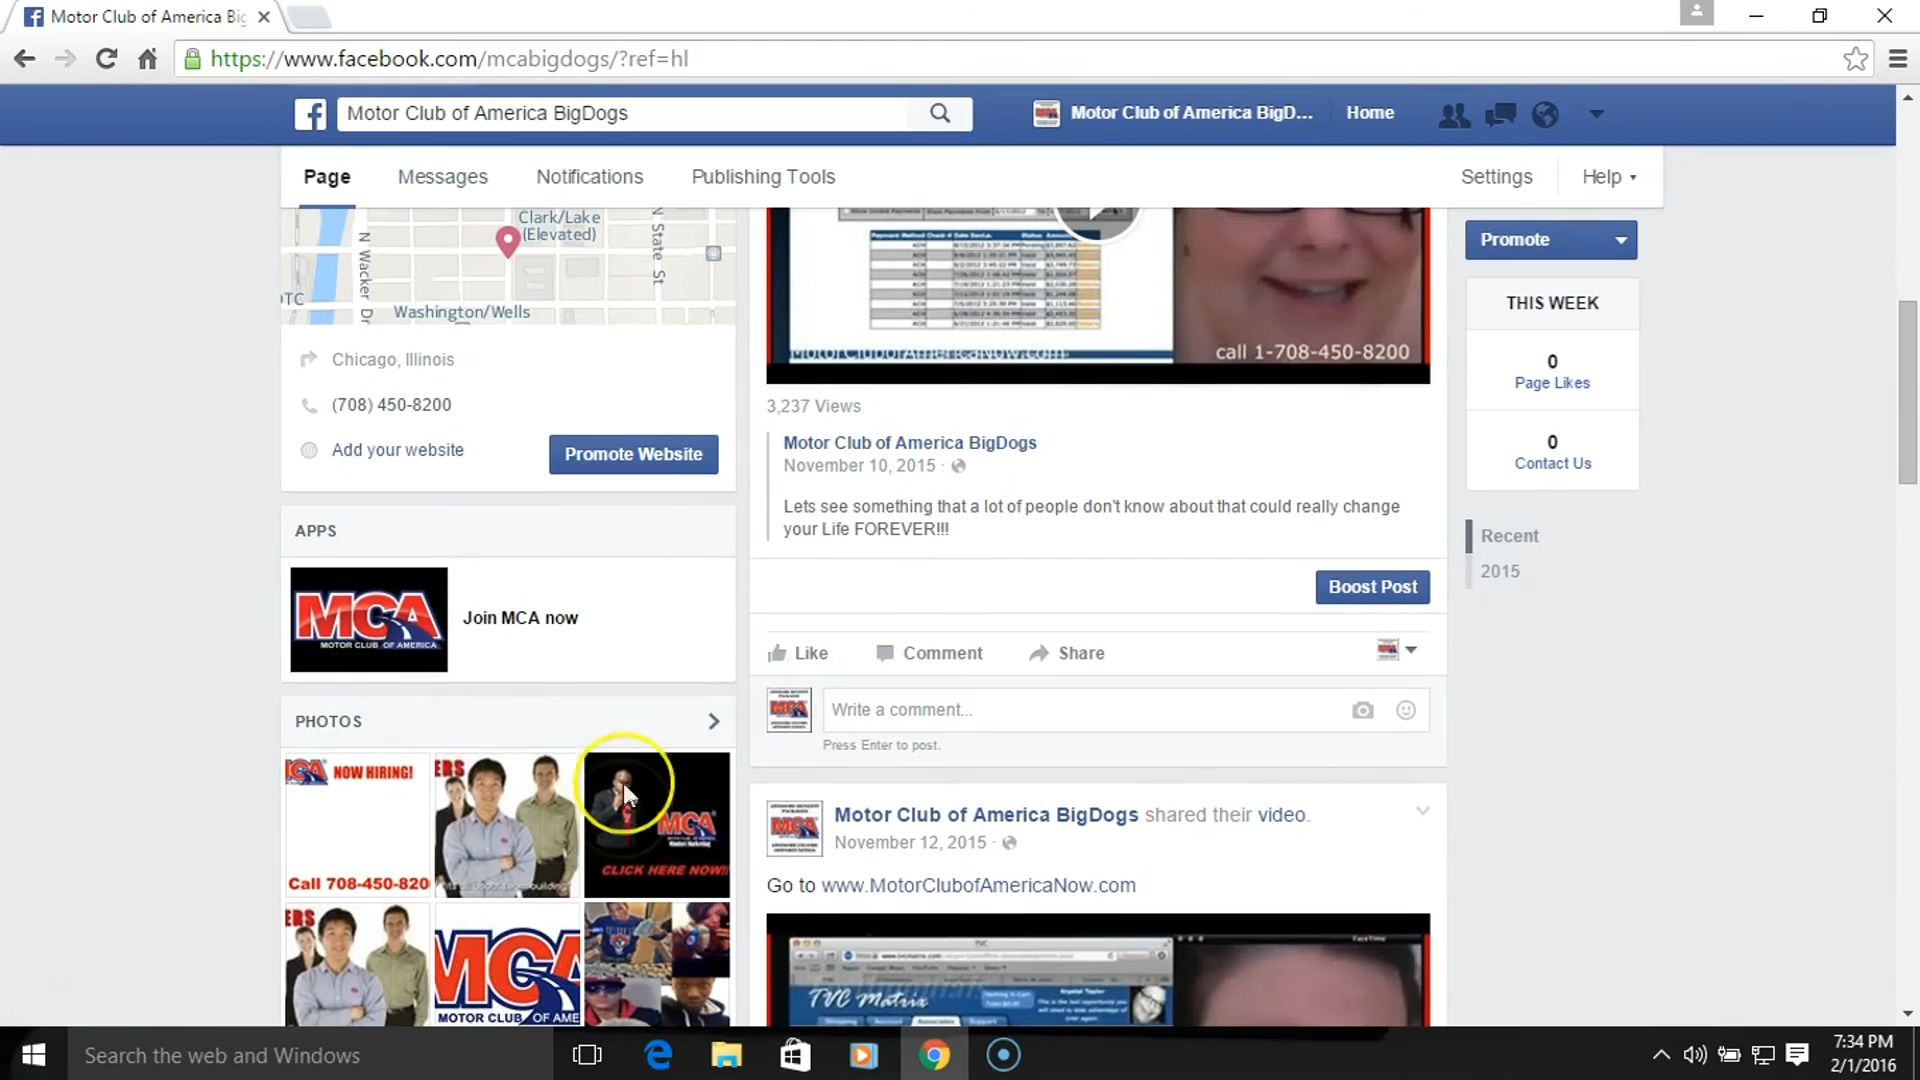 Motor Club of America Big
https://www.facebook.com/mcabigdogs/?ref=hl
Motor Club of America BigDogs
Motor Club of America BigD...
Home
Page
Messages
Notifications
Publishing Tools
Settings
Help
Clark/Lake
(Elevated)
N Wacker Dr
N State St
Washington/Wells
Chicago, Illinois
(708) 450-8200
Add your website
Promote Website
APPS
MCA
MOTOR CLUB OF AMERICA
Join MCA now
PHOTOS
NOW HIRING!
Call 708-450-820
ERS
MCA
CLICK HERE NOW!!
ERS
MCA
MOTOR CLUB OF AME
MotorClubofAmericaNow.com
call 1-708-450-8200
3,237 Views
Motor Club of America BigDogs
November 10, 2015
Lets see something that a lot of people don't know about that could really change
your Life FOREVER!!!
Boost Post
Like
Comment
Share
Write a comment...
Press Enter to post.
Motor Club of America BigDogs shared their video.
November 12, 2015
Go to www.MotorClubofAmericaNow.com
TVC Matrix
Promote
THIS WEEK
0
Page Likes
0
Contact Us
Recent
2015
Search the web and Windows
7:34 PM
2/1/2016